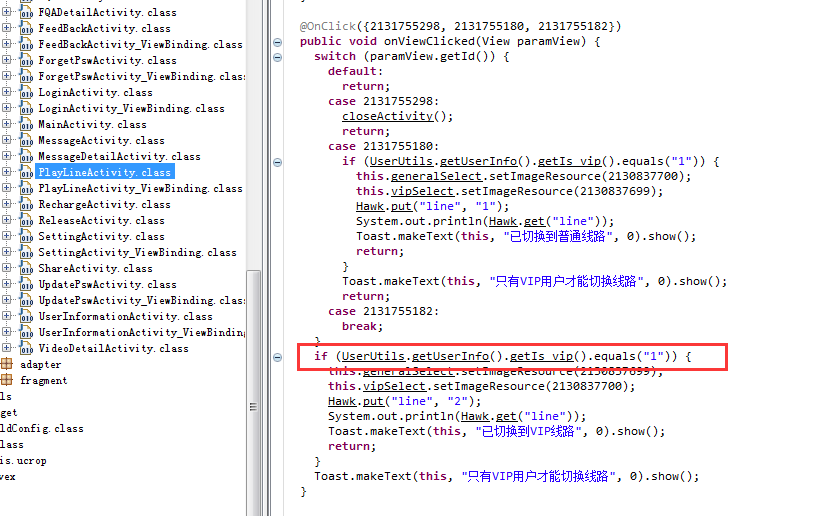 FQADetailActivity.class
FeedBackActivity.class
FeedBackActivity_ViewBinding.class
ForgetPswActivity.class
ForgetPswActivity_ViewBinding.class
LoginActivity.class
LoginActivity_ViewBinding.class
MainActivity.class
MessageActivity.class
MessageDetailActivity.class
PlayLineActivity.class
PlayLineActivity_ViewBinding.class
RechargeActivity.class
ReleaseActivity.class
SettingActivity.class
SettingActivity_ViewBinding.class
ShareActivity.class
UpdatePswActivity.class
UpdatePswActivity_ViewBinding.clas
UserInformationActivity.class
UserInformationActivity_ViewBindin
VideoDetailActivity.class
adapter
fragment
ls
get
ldConfig.class
lass
is.ucrop
vex
@OnClick({2131755298, 2131755180, 2131755182})
public void onViewClicked(View paramView) {
switch (paramView.getId()) {
default:
return;
case 2131755298:
closeActivity();
return;
case 2131755180:
if (UserUtils.getUserInfo().getIs_vip().equals("1")) {
this.generalSelect.setImageResource(2130837700);
this.vipSelect.setImageResource(2130837699);
Hawk.put("line", "1");
System.out.println(Hawk.get("line"));
Toast.makeText(this, "已切换到普通线路", 0).show();
return;
}
Toast.makeText(this, "只有VIP用户才能切换线路", 0).show();
return;
case 2131755182:
break;
}
if (UserUtils.getUserInfo().getIs_vip().equals("1")) {
this.generalSelect.setImageResource(2130837699);
this.vipSelect.setImageResource(2130837700);
Hawk.put("line", "2");
System.out.println(Hawk.get("line"));
Toast.makeText(this, "已切换到VIP线路", 0).show();
return;
}
Toast.makeText(this, "只有VIP用户才能切换线路", 0).show();
}